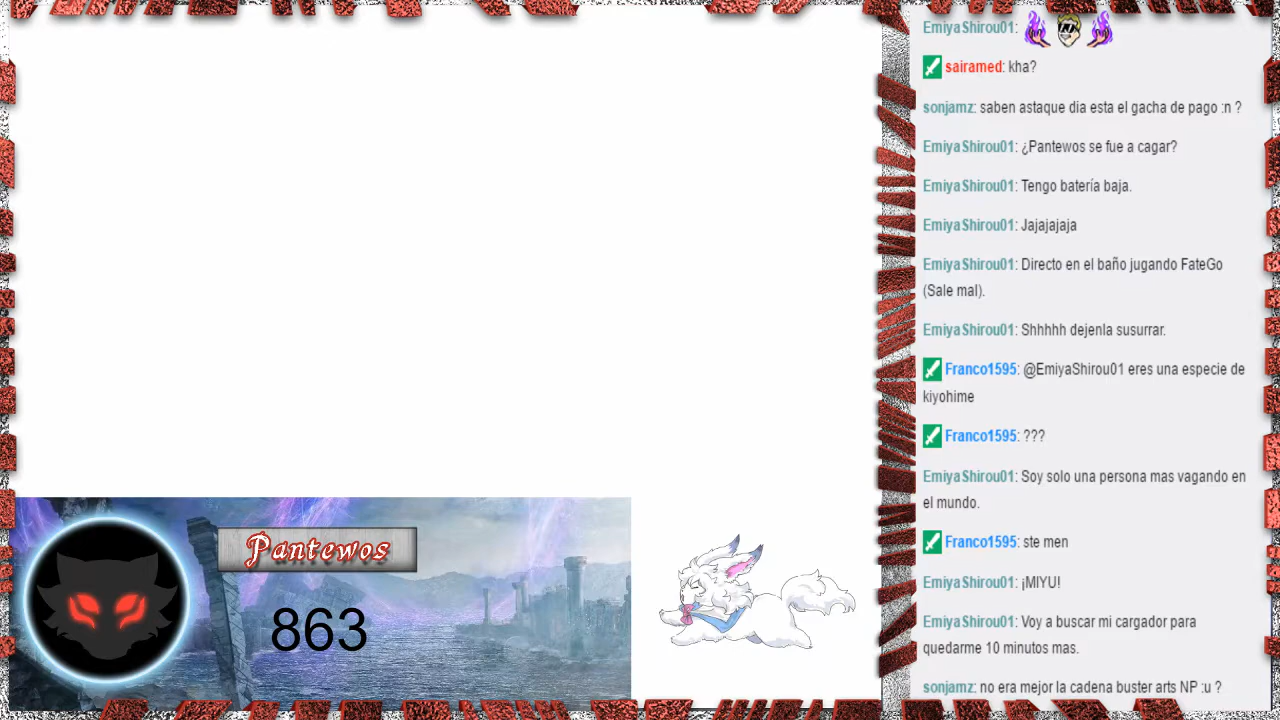 EmiyaShirou01:
sairamed: kha?
sonjamz: saben astaque dia esta el gacha de pago :n ?
EmiyaShirou01: ¿Pantewos se fue a cagar?
EmiyaShirou01: Tengo batería baja.
EmiyaShirou01: Jajajajaja
EmiyaShirou01: Directo en el baño jugando FateGo
(Sale mal).
EmiyaShirou01: Shhhhh dejenla susurrar.
Franco1595: @EmiyaShirou01 eres una especie de
kiyohime
Franco1595: ???
EmiyaShirou01: Soy solo una persona mas vagando en
el mundo.
Franco1595: ste men
EmiyaShirou01: ¡MIYU!
EmiyaShirou01: Voy a buscar mi cargador para
quedarme 10 minutos mas.
sonjamz: no era mejor la cadena buster arts NP :u ?
Pantewos
863